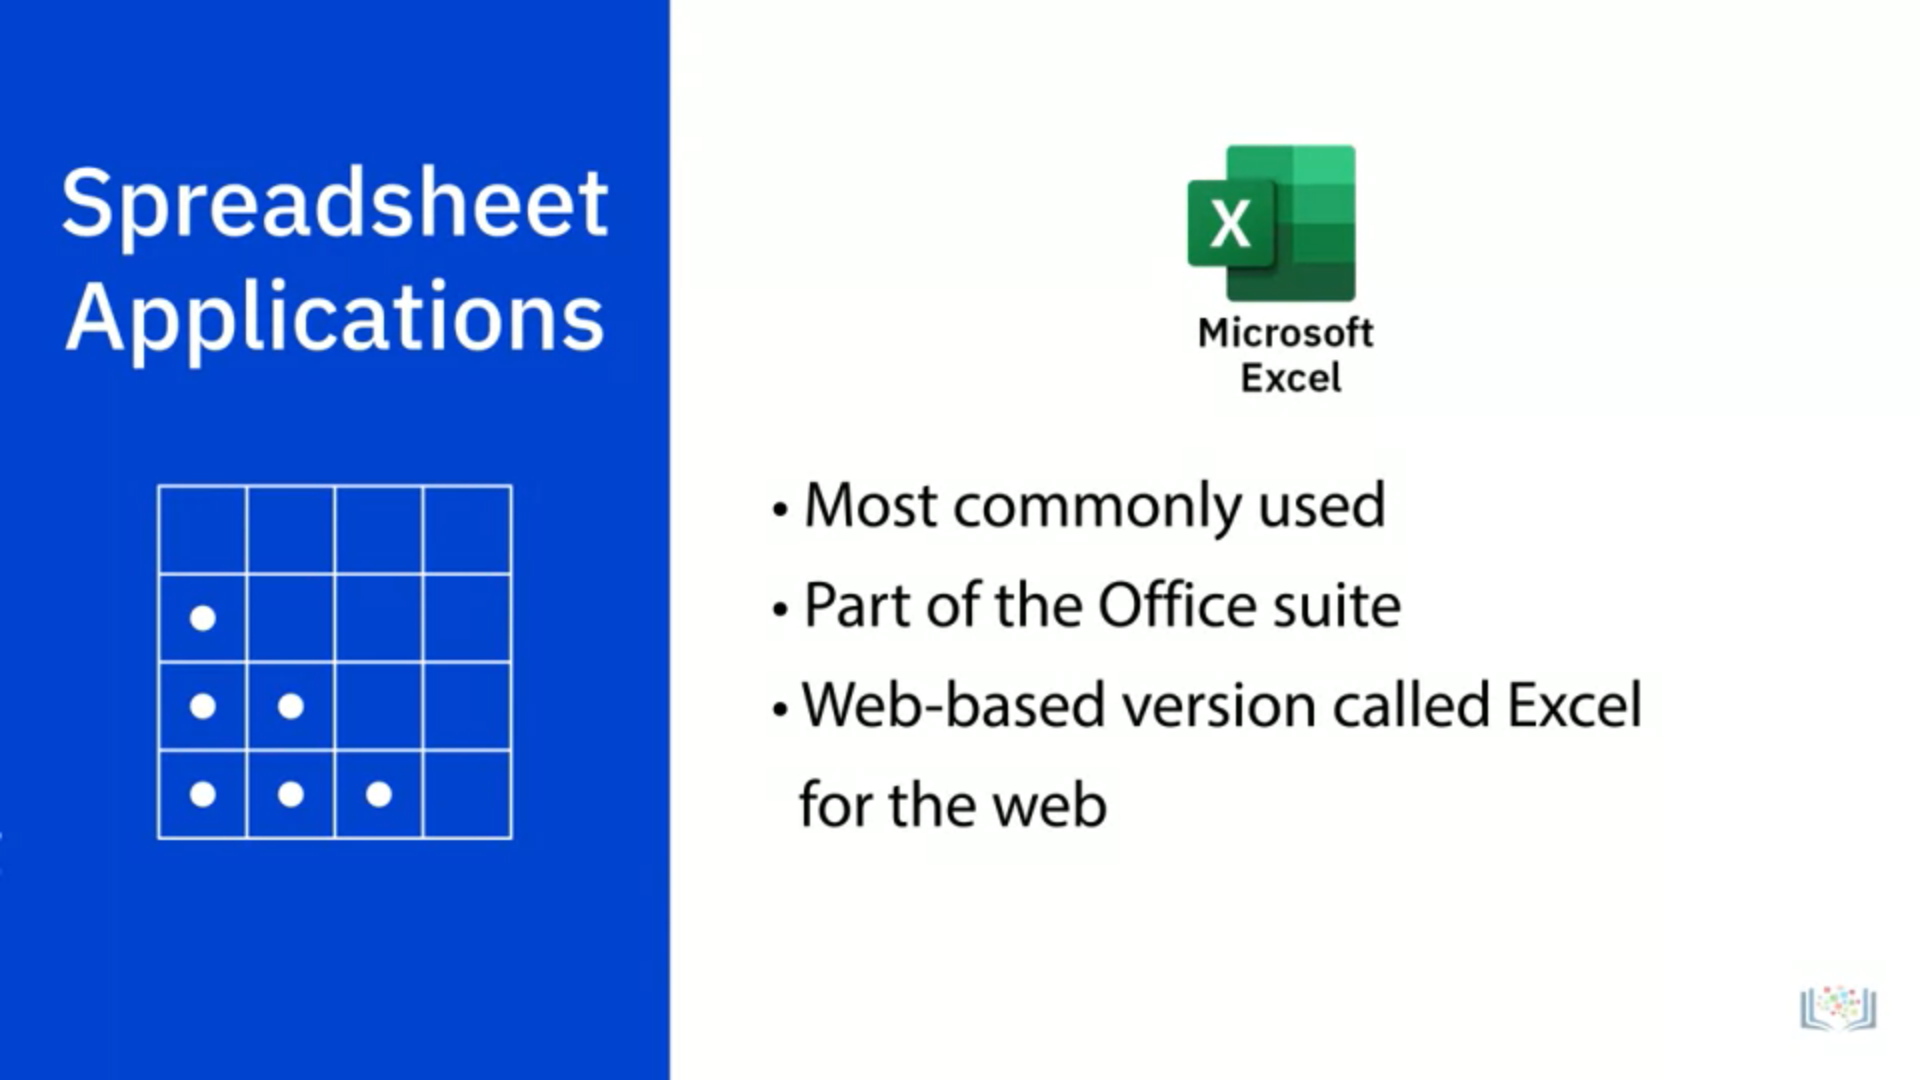 Spreadsheet
Applications
X
Microsoft
Excel
• Most commonly used
• Part of the Office suite
• Web-based version called Excel
for the web